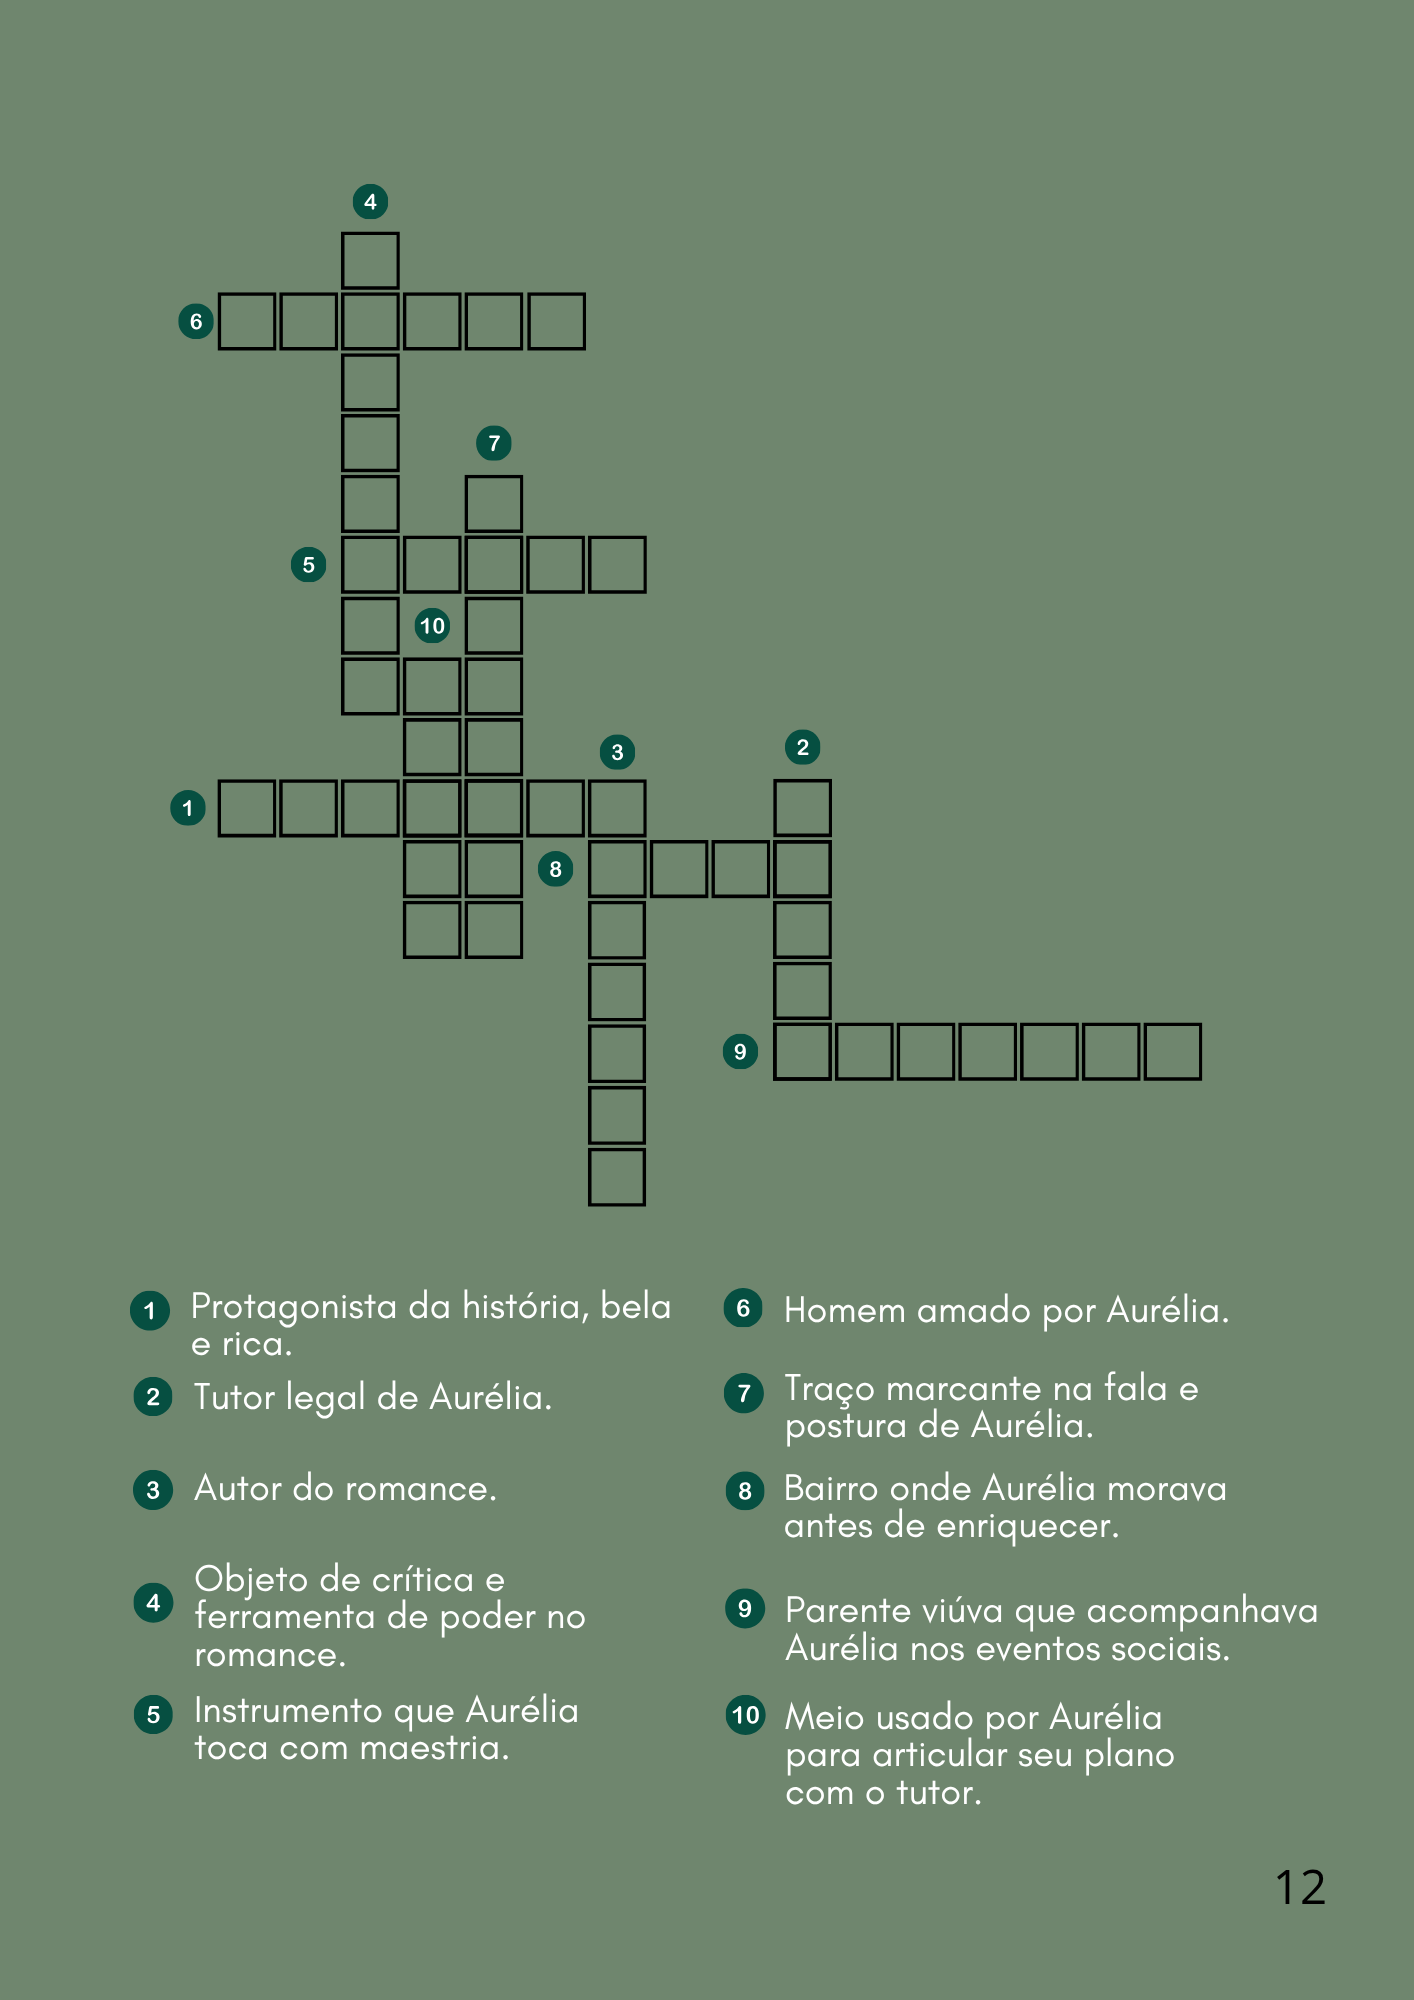 4
6
7
5
10
3
2
1
8
9
1 Protagonista da história, bela
e rica.
2 Tutor legal de Aurélia.
3 Autor do romance.
4 Objeto de crítica e
ferramenta de poder no
romance.
5 Instrumento que Aurélia
toca com maestria.
6 Homem amado por Aurélia.
7 Traço marcante na fala e
postura de Aurélia.
8 Bairro onde Aurélia morava
antes de enriquecer.
9 Parente viúva que acompanhava
Aurélia nos eventos sociais.
10 Meio usado por Aurélia
para articular seu plano
com o tutor.
12